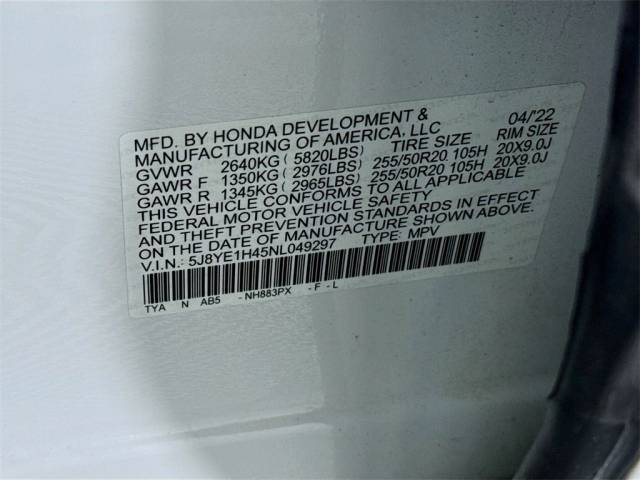 MFD. BY HONDA DEVELOPMENT & 04/'22
MANUFACTURING OF AMERICA, LLC TIRE SIZE RIM SIZE
GVWR 2640KG ( 5820LBS)
GAWR F 1350KG ( 2976LBS) 255/50R20 105H 20X9.0J
GAWR R 1345KG ( 2965LBS) 255/50R20 105H 20X9.0J
THIS VEHICLE CONFORMS TO ALL APPLICABLE
FEDERAL MOTOR VEHICLE SAFETY
AND THEFT PREVENTION STANDARDS IN EFFECT
ON THE DATE OF MANUFACTURE SHOWN ABOVE.
V.I.N.: 5J8YE1H45NL049297 TYPE: MPV
TYA N AB5 -NH883PX -F-L